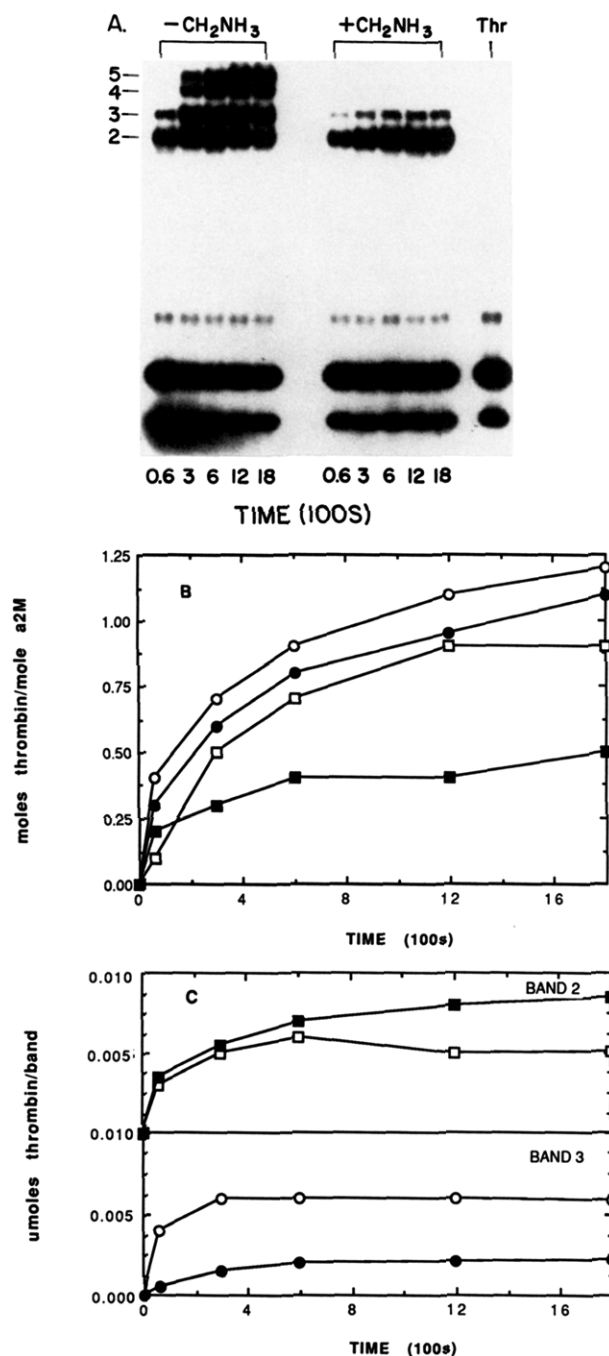 A. −CH2NH3 +CH2NH3 Thr
5−
4−
3−
2−
0.6 3 6 12 18 0.6 3 6 12 18
TIME (100S)
B
moles thrombin/mole a2M
1.25
1.00
0.75
0.50
0.25
0.00
0 4 8 12 16
TIME (100s)
C
BAND 2
umoles thrombin/band
0.010
0.005
0.010
BAND 3
0.005
0.000
0 4 8 12 16
TIME (100s)